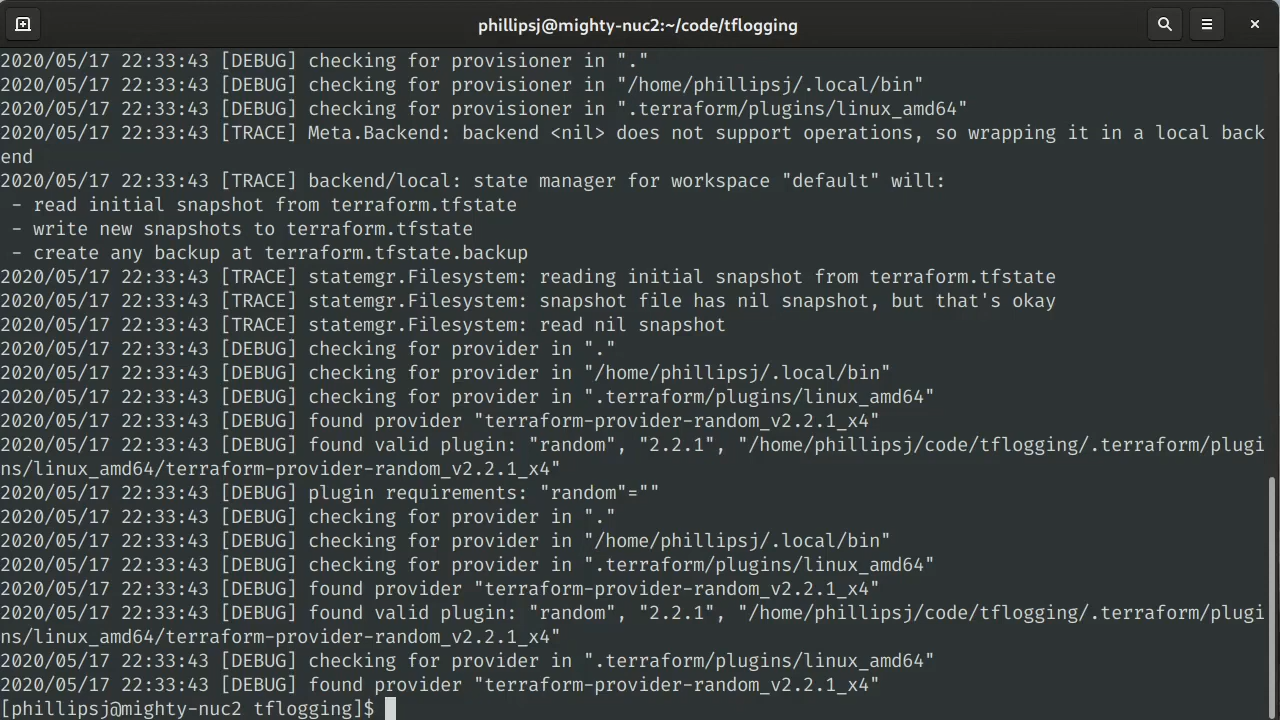 phillipsj@mighty-nuc2:~/code/tflogging
2020/05/17 22:33:43 [DEBUG] checking for provisioner in "."
2020/05/17 22:33:43 [DEBUG] checking for provisioner in "/home/phillipsj/.local/bin"
2020/05/17 22:33:43 [DEBUG] checking for provisioner in ".terraform/plugins/linux_amd64"
2020/05/17 22:33:43 [TRACE] Meta.Backend: backend <nil> does not support operations, so wrapping it in a local back
end
2020/05/17 22:33:43 [TRACE] backend/local: state manager for workspace "default" will:
 - read initial snapshot from terraform.tfstate
 - write new snapshots to terraform.tfstate
 - create any backup at terraform.tfstate.backup
2020/05/17 22:33:43 [TRACE] statemgr.Filesystem: reading initial snapshot from terraform.tfstate
2020/05/17 22:33:43 [TRACE] statemgr.Filesystem: snapshot file has nil snapshot, but that's okay
2020/05/17 22:33:43 [TRACE] statemgr.Filesystem: read nil snapshot
2020/05/17 22:33:43 [DEBUG] checking for provider in "."
2020/05/17 22:33:43 [DEBUG] checking for provider in "/home/phillipsj/.local/bin"
2020/05/17 22:33:43 [DEBUG] checking for provider in ".terraform/plugins/linux_amd64"
2020/05/17 22:33:43 [DEBUG] found provider "terraform-provider-random_v2.2.1_x4"
2020/05/17 22:33:43 [DEBUG] found valid plugin: "random", "2.2.1", "/home/phillipsj/code/tflogging/.terraform/plugi
ns/linux_amd64/terraform-provider-random_v2.2.1_x4"
2020/05/17 22:33:43 [DEBUG] plugin requirements: "random"=""
2020/05/17 22:33:43 [DEBUG] checking for provider in "."
2020/05/17 22:33:43 [DEBUG] checking for provider in "/home/phillipsj/.local/bin"
2020/05/17 22:33:43 [DEBUG] checking for provider in ".terraform/plugins/linux_amd64"
2020/05/17 22:33:43 [DEBUG] found provider "terraform-provider-random_v2.2.1_x4"
2020/05/17 22:33:43 [DEBUG] found valid plugin: "random", "2.2.1", "/home/phillipsj/code/tflogging/.terraform/plugi
ns/linux_amd64/terraform-provider-random_v2.2.1_x4"
2020/05/17 22:33:43 [DEBUG] checking for provider in ".terraform/plugins/linux_amd64"
2020/05/17 22:33:43 [DEBUG] found provider "terraform-provider-random_v2.2.1_x4"
[phillipsj@mighty-nuc2 tflogging]$